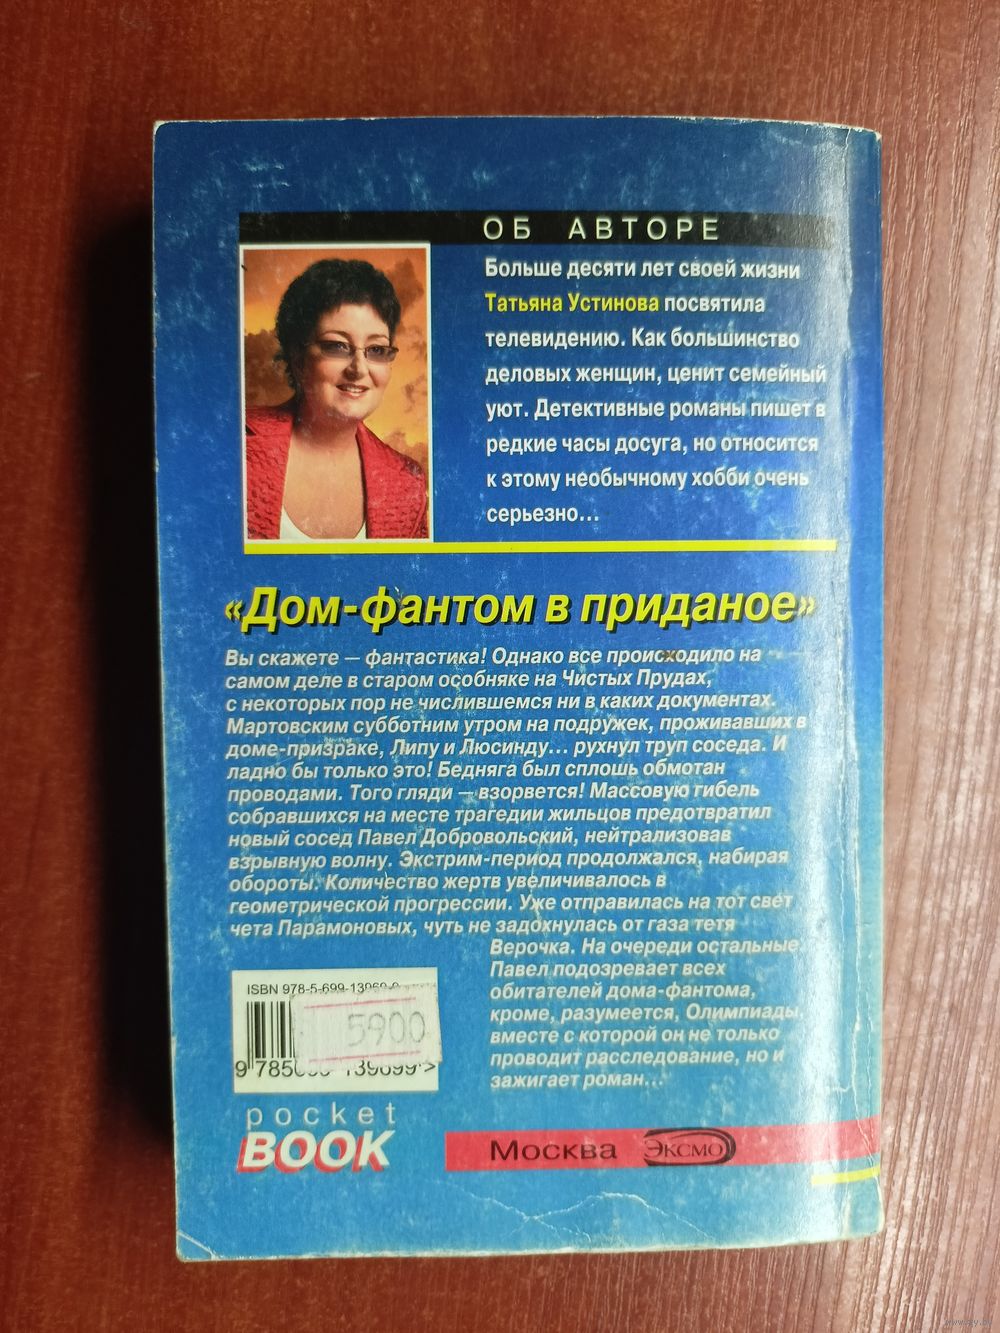 ОБ АВТОРЕ
Больше десяти лет своей жизни
Татьяна Устинова посвятила
телевидению. Как большинство
деловых женщин, ценит семейный
уют. Детективные романы пишет в
редкие часы досуга, но относится
к этому необычному хобби очень
серьезно...
«Дом-фантом в приданое»
Вы скажете — фантастика! Однако все происходило на
самом деле в старом особняке на Чистых Прудах,
с некоторых пор не числившемся ни в каких документах.
Мартовским субботним утром на подружек, проживавших в
доме-призраке, Липу и Люсинду... рухнул труп соседа. И
ладно бы только это! Бедняга был сплошь обмотан
проводами. Того гляди — взорвется! Массовую гибель
собравшихся на месте трагедии жильцов предотвратил
новый сосед Павел Добровольский, нейтрализовав
взрывную волну. Экстрим-период продолжался, набирая
обороты. Количество жертв увеличивалось в
геометрической прогрессии. Уже отправилась на тот свет
чета Парамоновых, чуть не задохнулась от газа тетя
Верочка. На очереди остальные.
Павел подозревает всех
обитателей дома-фантома,
кроме, разумеется, Олимпиады,
вместе с которой он не только
проводит расследование, но и
зажигает роман...
ISBN 978-5-699-13969-9
5900
9 785699 139699 >
pocket
BOOK
Москва ЭКСМО